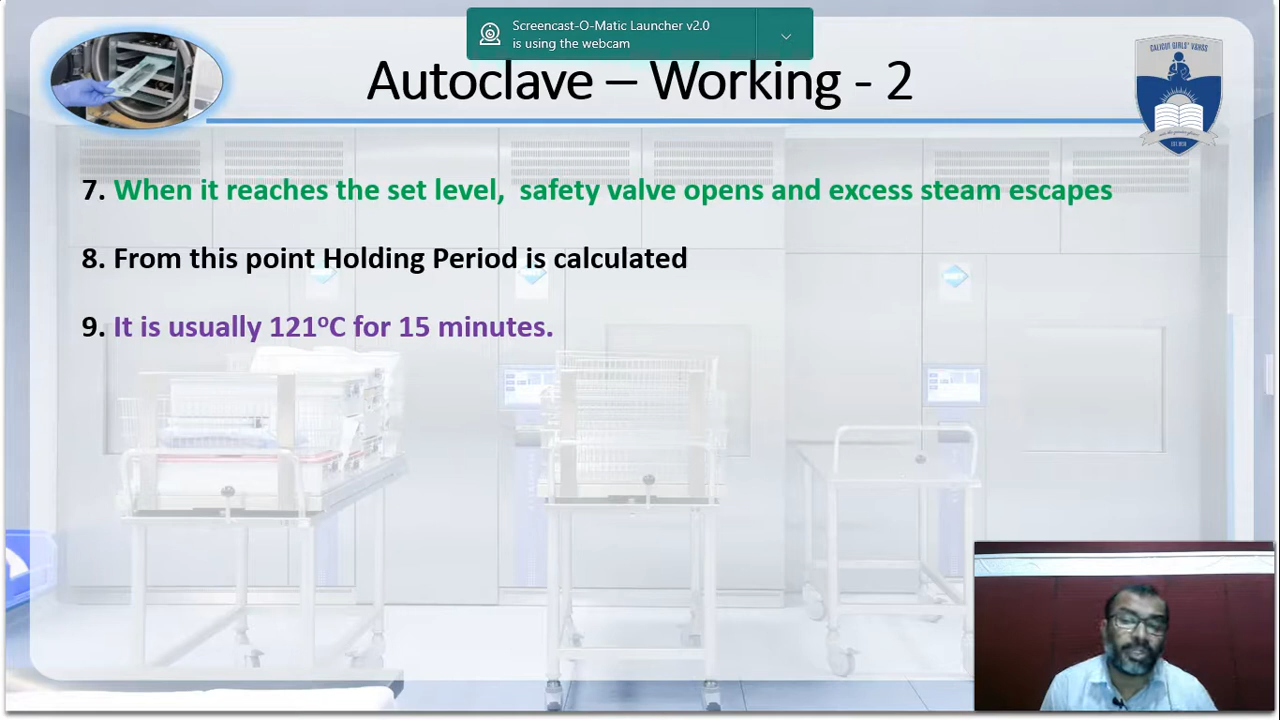 Screencast-O-Matic Launcher v2.0
is using the webcam
Autoclave – Working - 2
CALICUT GIRLS' VHHSS
7. When it reaches the set level,  safety valve opens and excess steam escapes
8. From this point Holding Period is calculated
9. It is usually 121°C for 15 minutes.